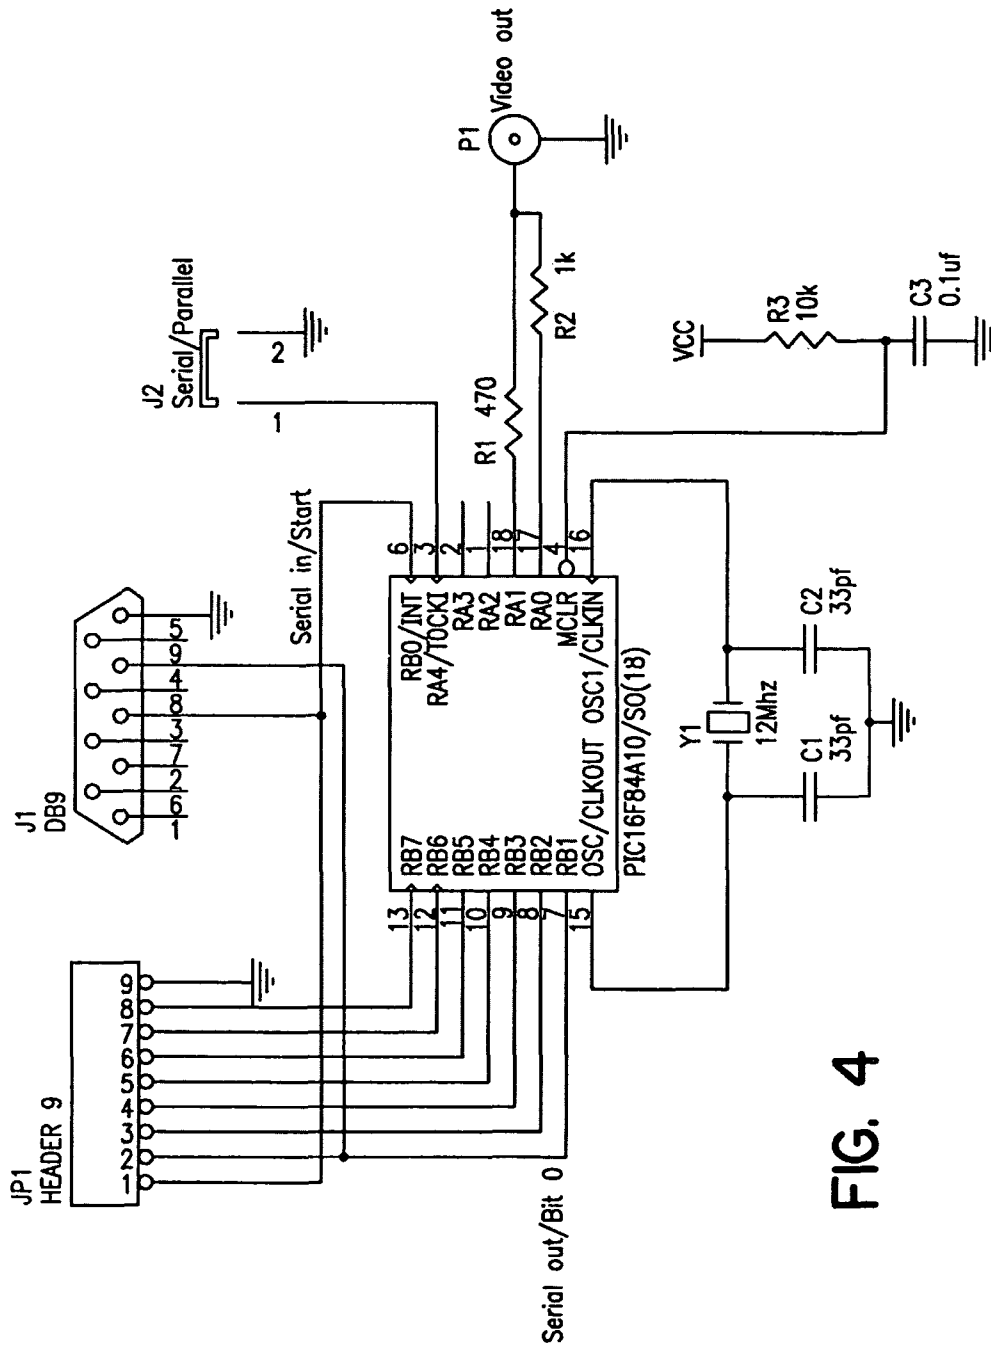 JP1
HEADER 9
1
2
3
4
5
6
7
8
9
J1
DB9
1
6
2
7
3
8
4
9
5
J2
Serial/Parallel
1
2
Serial in/Start
Serial out/Bit 0
13
12
11
10
9
8
7
15
RB7
RB6
RB5
RB4
RB3
RB2
RB1
OSC/CLKOUT
RB0/INT
RA4/TOCKI
RA3
RA2
RA1
RA0
MCLR
OSC1/CLKIN
6
3
2
1
18
17
4
16
PIC16F84A10/SO(18)
R1 470
R2 1k
P1
Video out
VCC
R3
10k
C3
0.1uf
Y1
12Mhz
C1
33pf
C2
33pf
FIG. 4